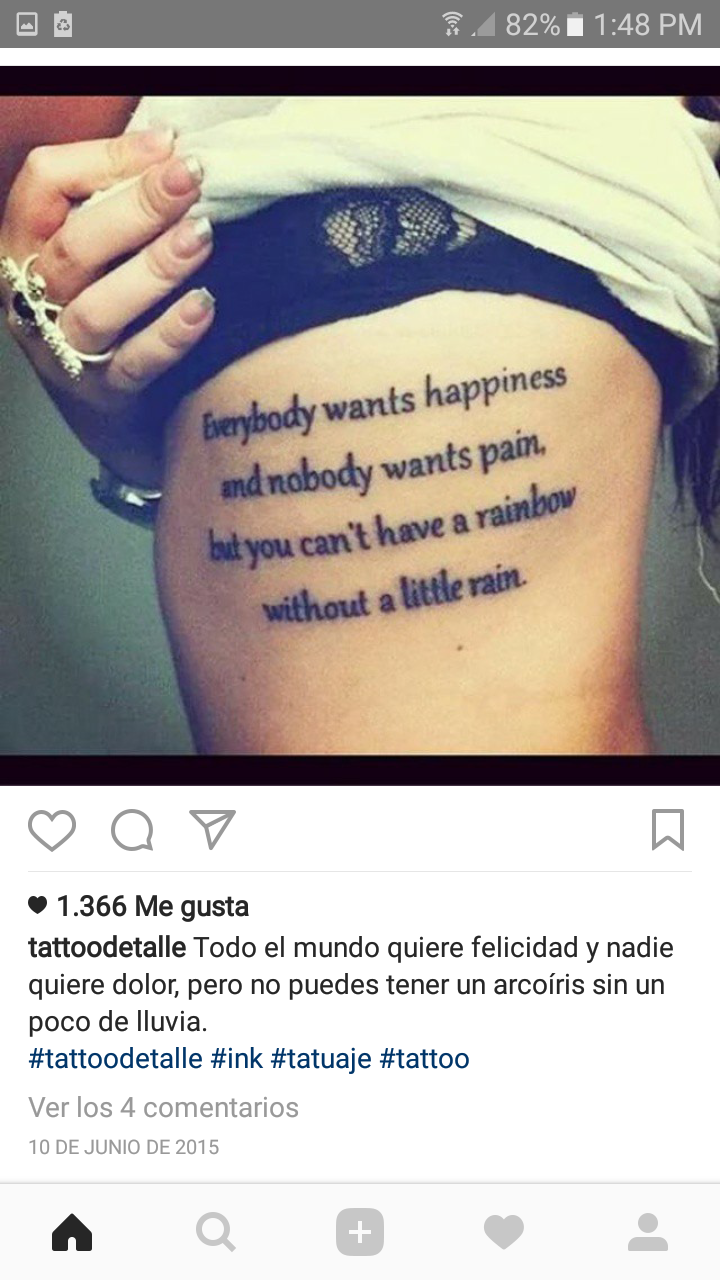 82% 1:48 PM
Everybody wants happiness
and nobody wants pain,
but you can't have a rainbow
without a little rain.
1.366 Me gusta
tattoodetalle Todo el mundo quiere felicidad y nadie
quiere dolor, pero no puedes tener un arcoíris sin un
poco de lluvia.
#tattoodetalle #ink #tatuaje #tattoo
Ver los 4 comentarios
10 DE JUNIO DE 2015